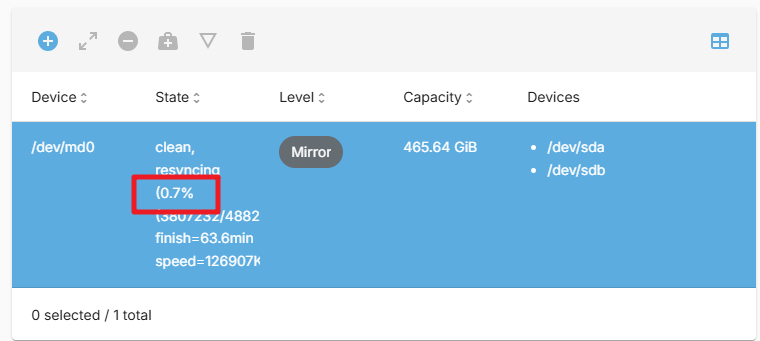 Device State Level Capacity Devices
/dev/md0 clean, Mirror 465.64 GiB /dev/sda
resyncing /dev/sdb
(0.7%
(3807232/4882
finish=63.6min
speed=126907K
0 selected / 1 total